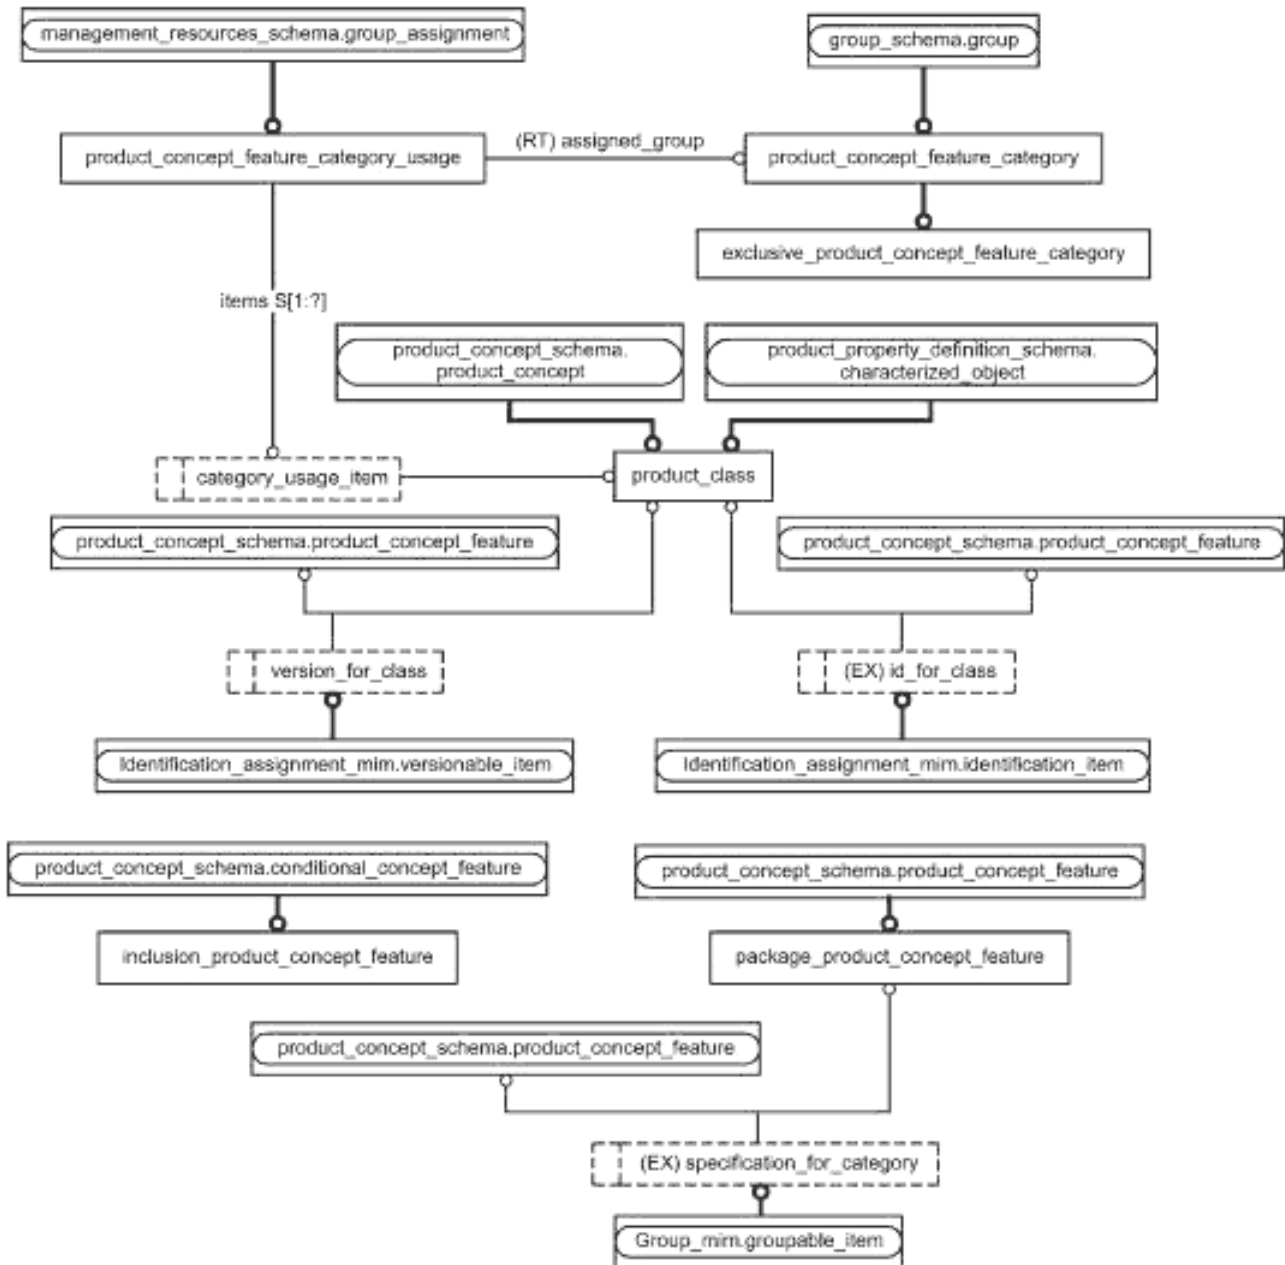 management_resources_schema.group_assignment
group_schema.group
product_concept_feature_category_usage
(RT) assigned_group
product_concept_feature_category
exclusive_product_concept_feature_category
items S[1:?]
product_concept_schema.
product_concept
product_property_definition_schema.
characterized_object
category_usage_item
product_class
product_concept_schema.product_concept_feature
product_concept_schema.product_concept_feature
version_for_class
(EX) id_for_class
Identification_assignment_mim.versionable_item
Identification_assignment_mim.identification_item
product_concept_schema.conditional_concept_feature
product_concept_schema.product_concept_feature
inclusion_product_concept_feature
package_product_concept_feature
product_concept_schema.product_concept_feature
(EX) specification_for_category
Group_mim.groupable_item